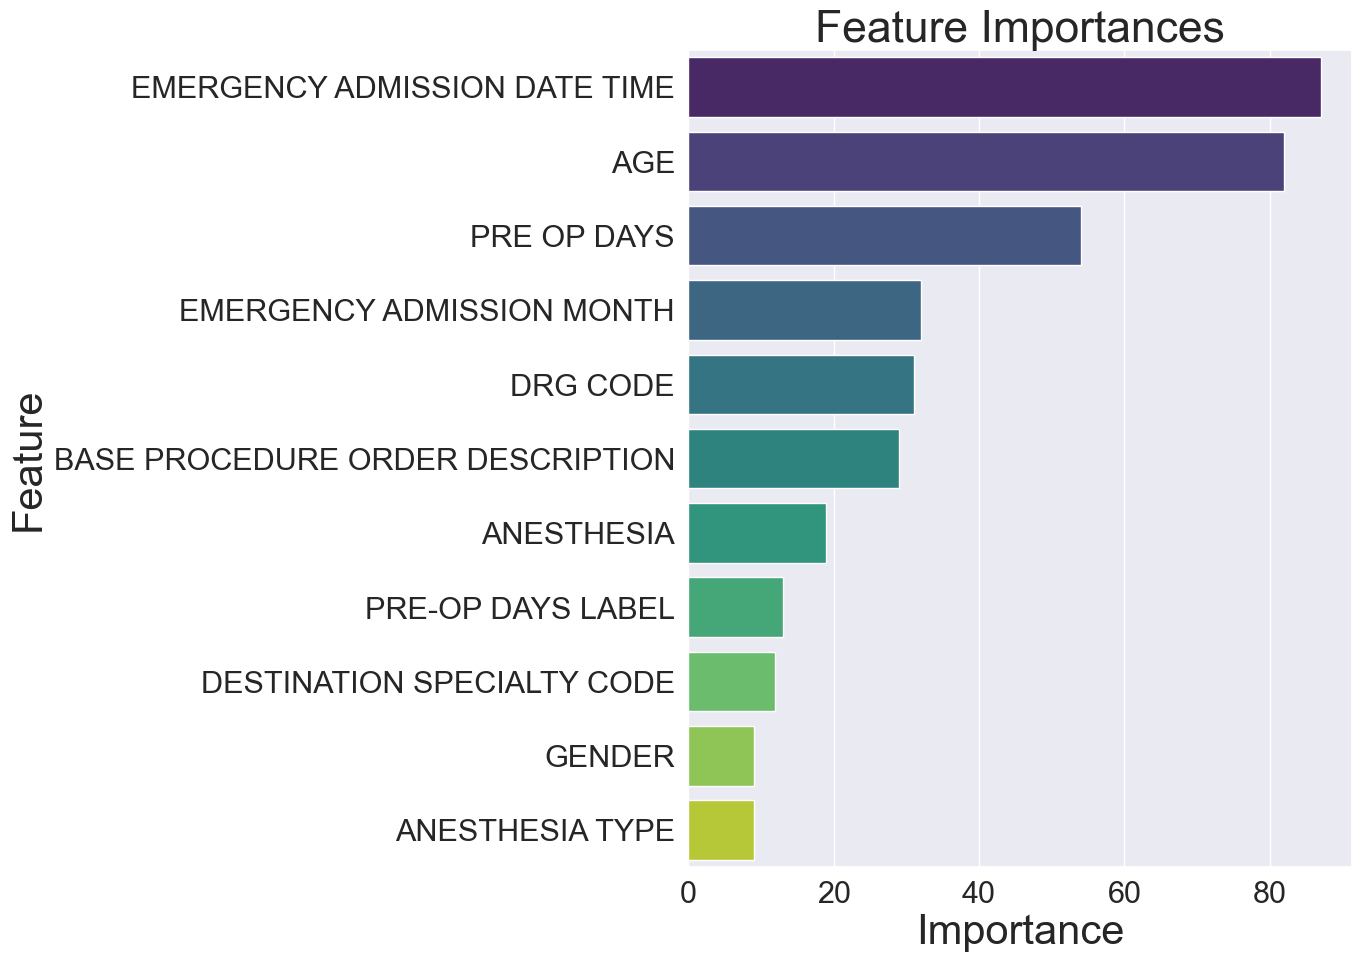 Feature Importances
EMERGENCY ADMISSION DATE TIME
AGE
PRE OP DAYS
EMERGENCY ADMISSION MONTH
DRG CODE
BASE PROCEDURE ORDER DESCRIPTION
ANESTHESIA
PRE-OP DAYS LABEL
DESTINATION SPECIALTY CODE
GENDER
ANESTHESIA TYPE
Feature
0 20 40 60 80
Importance